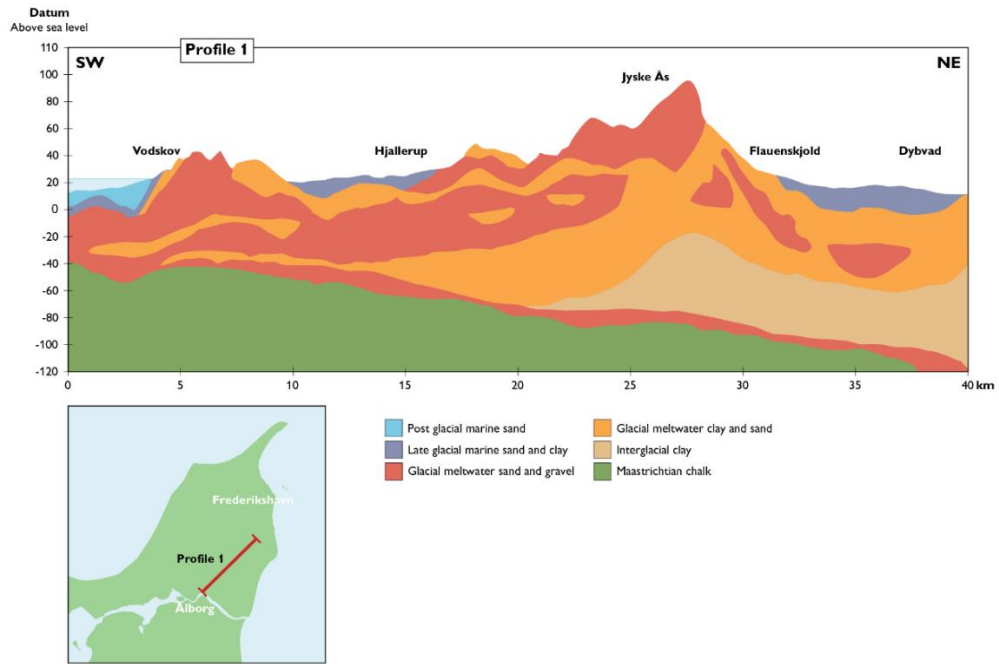 Datum
Above sea level
110
Profile 1
SW
NE
100
Jyske Ås
80
60
Vodskov
Hjallerup
Flauenskjold
Dybvad
40
20
0
-20
-40
-60
-80
-100
-120
0
5
10
15
20
25
30
35
40 km
Post glacial marine sand
Late glacial marine sand and clay
Glacial meltwater sand and gravel
Glacial meltwater clay and sand
Interglacial clay
Maastrichtian chalk
Frederikshavn
Profile 1
Ålborg